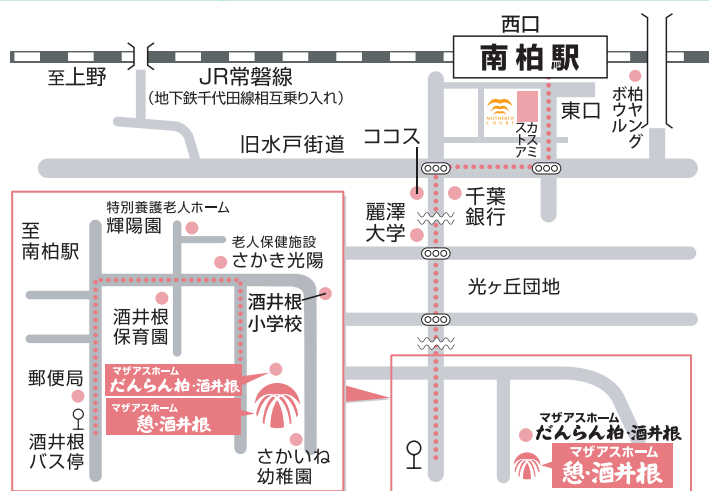 西口
南柏駅
至上野
JR常磐線
(地下鉄千代田線相互乗り入れ)
東口
柏ヤング
ボウル
MOTHERTH
COURT
カスミ
ストア
旧水戸街道
ココス
千葉
銀行
麗澤
大学
光ヶ丘団地
特別養護老人ホーム
輝陽園
至
南柏駅
老人保健施設
さかき光陽
酒井根
保育園
酒井根
小学校
郵便局
マザアスホーム
だんらん柏・酒井根
マザアスホーム
憩・酒井根
酒井根
バス停
さかいね
幼稚園
マザアスホーム
だんらん柏・酒井根
マザアスホーム
憩・酒井根